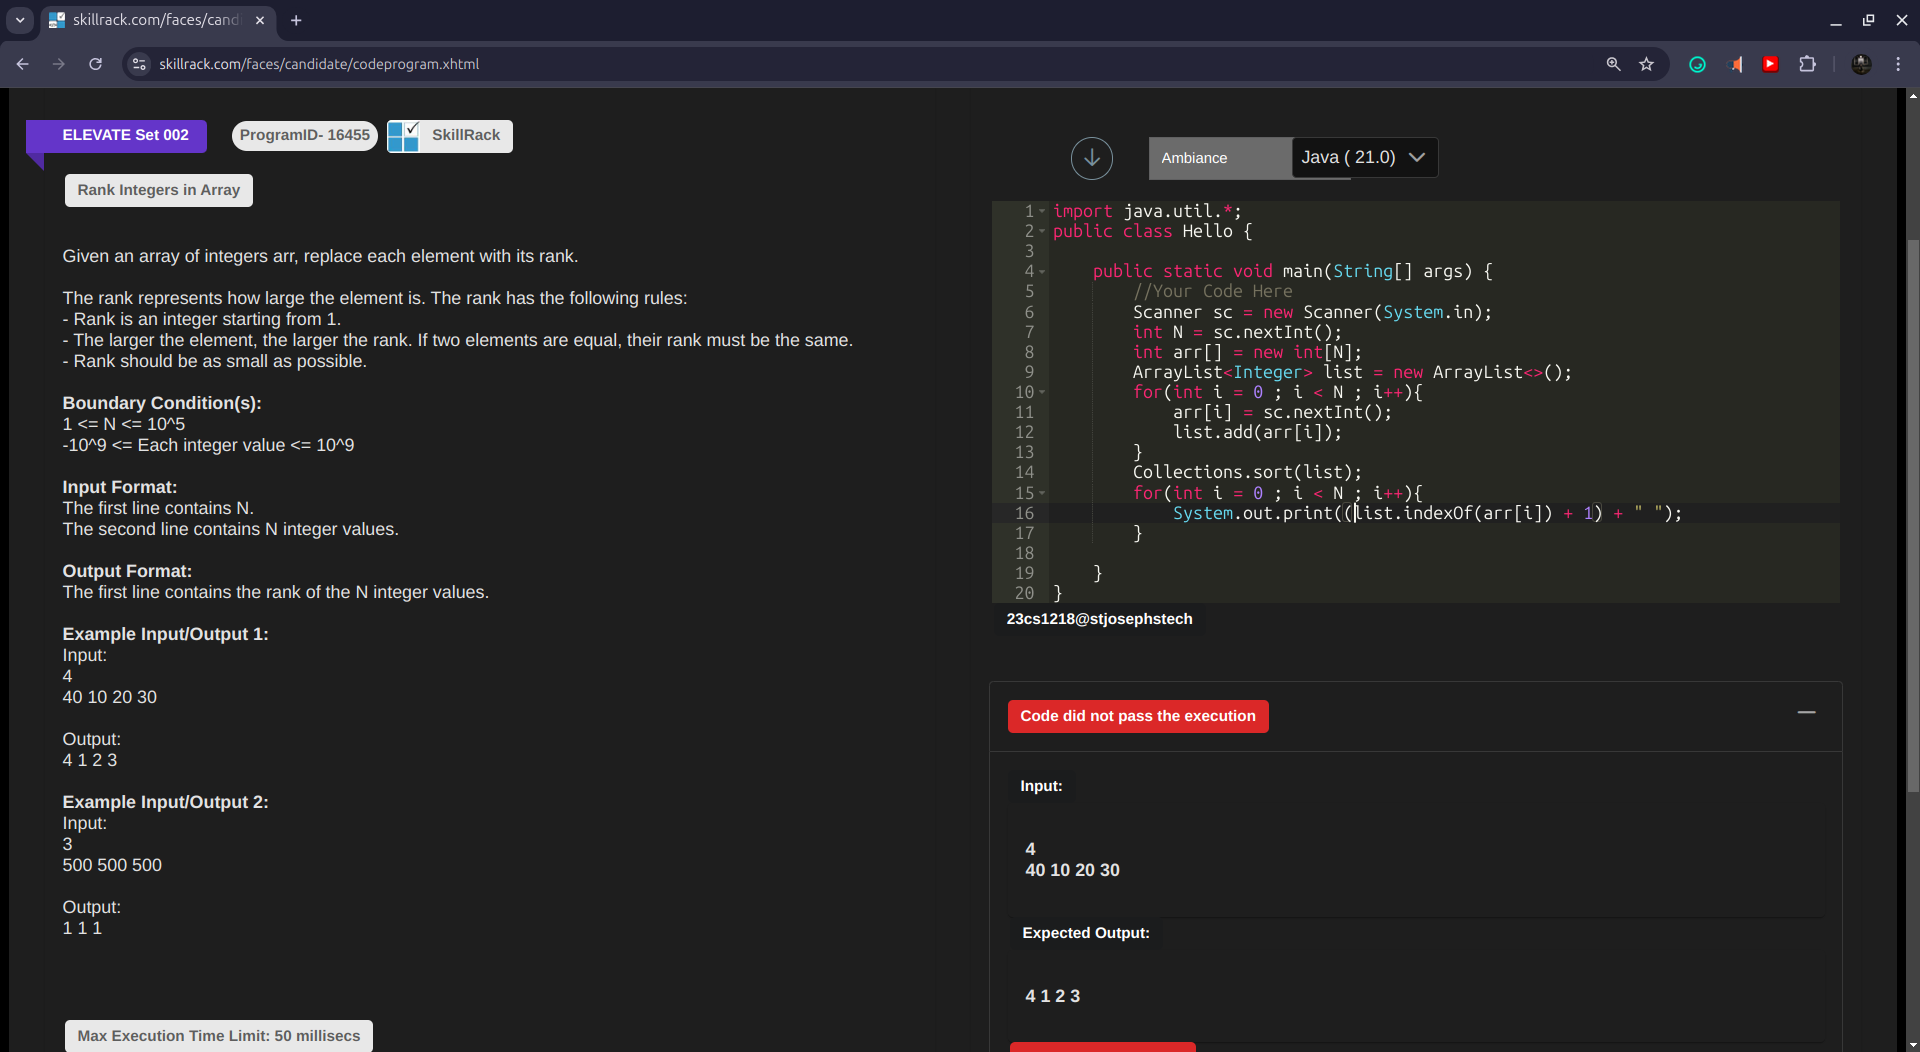 skillrack.com/faces/cand
skillrack.com/faces/candidate/codeprogram.xhtml
ELEVATE Set 002
ProgramID- 16455
SkillRack
Rank Integers in Array
Given an array of integers arr, replace each element with its rank.
The rank represents how large the element is. The rank has the following rules:
- Rank is an integer starting from 1.
- The larger the element, the larger the rank. If two elements are equal, their rank must be the same.
- Rank should be as small as possible.
Boundary Condition(s):
1 <= N <= 10^5
-10^9 <= Each integer value <= 10^9
Input Format:
The first line contains N.
The second line contains N integer values.
Output Format:
The first line contains the rank of the N integer values.
Example Input/Output 1:
Input:
4
40 10 20 30
Output:
4 1 2 3
Example Input/Output 2:
Input:
3
500 500 500
Output:
1 1 1
Max Execution Time Limit: 50 millisecs
Ambiance
Java ( 21.0)
1 import java.util.*;
2 public class Hello {
3
4     public static void main(String[] args) {
5         //Your Code Here
6         Scanner sc = new Scanner(System.in);
7         int N = sc.nextInt();
8         int arr[] = new int[N];
9         ArrayList<Integer> list = new ArrayList<>();
10         for(int i = 0 ; i < N ; i++){
11             arr[i] = sc.nextInt();
12             list.add(arr[i]);
13         }
14         Collections.sort(list);
15         for(int i = 0 ; i < N ; i++){
16             System.out.print((list.indexOf(arr[i]) + 1) + " ");
17         }
18
19     }
20 }
23cs1218@stjosephstech
Code did not pass the execution
Input:
4
40 10 20 30
Expected Output:
4 1 2 3